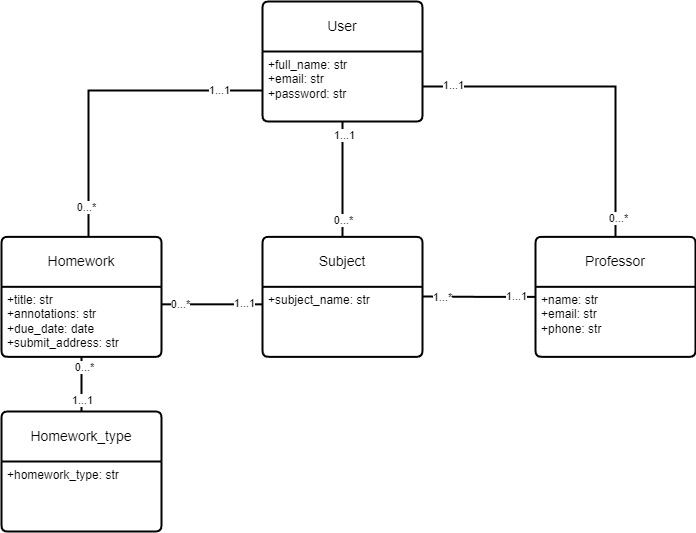 User
+full_name: str
+email: str
+password: str
1...1
1...1
1...1
0...*
0...*
0...*
Homework
+title: str
+annotations: str
+due_date: date
+submit_address: str
0...*
1...1
Subject
+subject_name: str
1...*
1...1
Professor
+name: str
+email: str
+phone: str
0...*
1...1
Homework_type
+homework_type: str